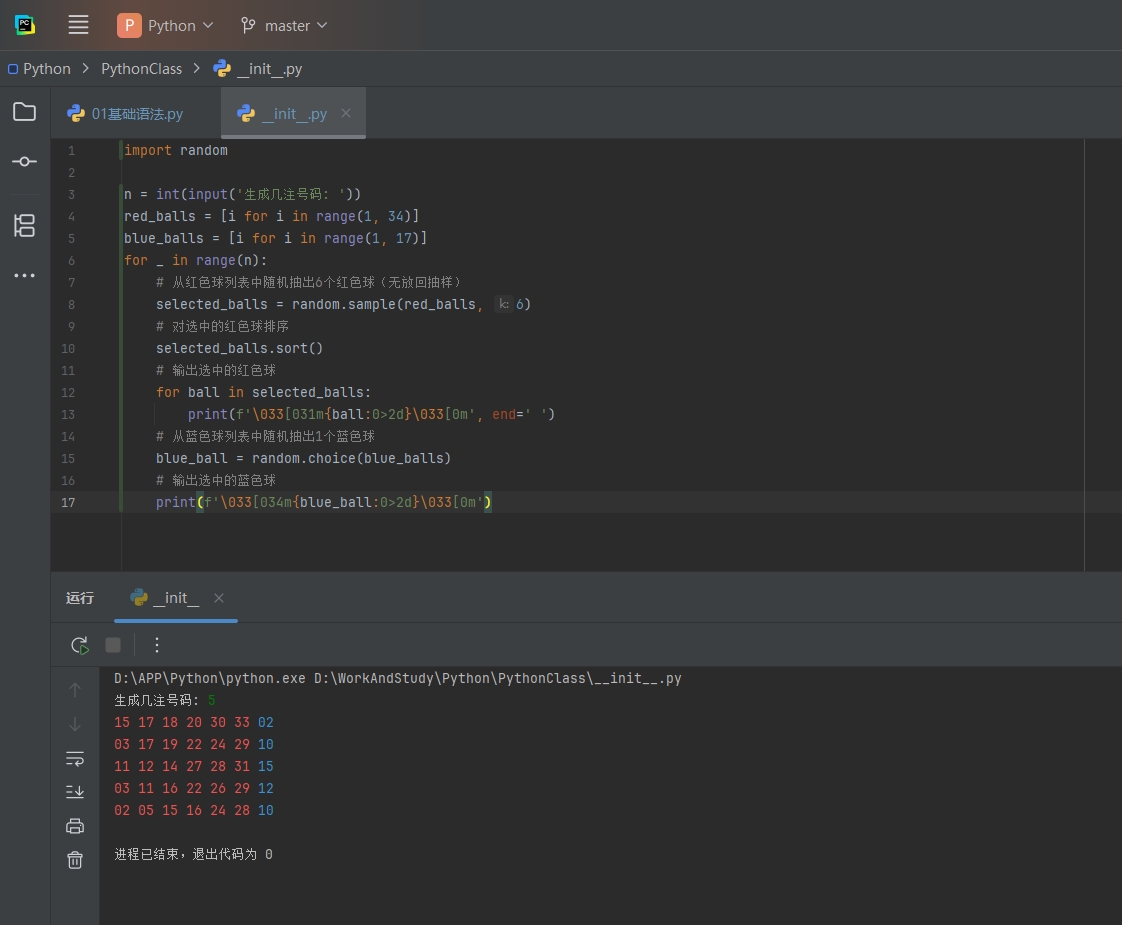 PC
P Python master
Python > PythonClass > __init__.py
01基础语法.py __init__.py
1 import random
2
3 n = int(input('生成几注号码: '))
4 red_balls = [i for i in range(1, 34)]
5 blue_balls = [i for i in range(1, 17)]
6 for _ in range(n):
7 # 从红色球列表中随机抽出6个红色球（无放回抽样）
8 selected_balls = random.sample(red_balls, k: 6)
9 # 对选中的红色球排序
10 selected_balls.sort()
11 # 输出选中的红色球
12 for ball in selected_balls:
13 print(f'\033[031m{ball:0>2d}\033[0m', end=' ')
14 # 从蓝色球列表中随机抽出1个蓝色球
15 blue_ball = random.choice(blue_balls)
16 # 输出选中的蓝色球
17 print(f'\033[034m{blue_ball:0>2d}\033[0m')
运行 __init__
D:\APP\Python\python.exe D:\WorkAndStudy\Python\PythonClass\__init__.py
生成几注号码: 5
15 17 18 20 30 33 02
03 17 19 22 24 29 10
11 12 14 27 28 31 15
03 11 16 22 26 29 12
02 05 15 16 24 28 10
进程已结束，退出代码为 0